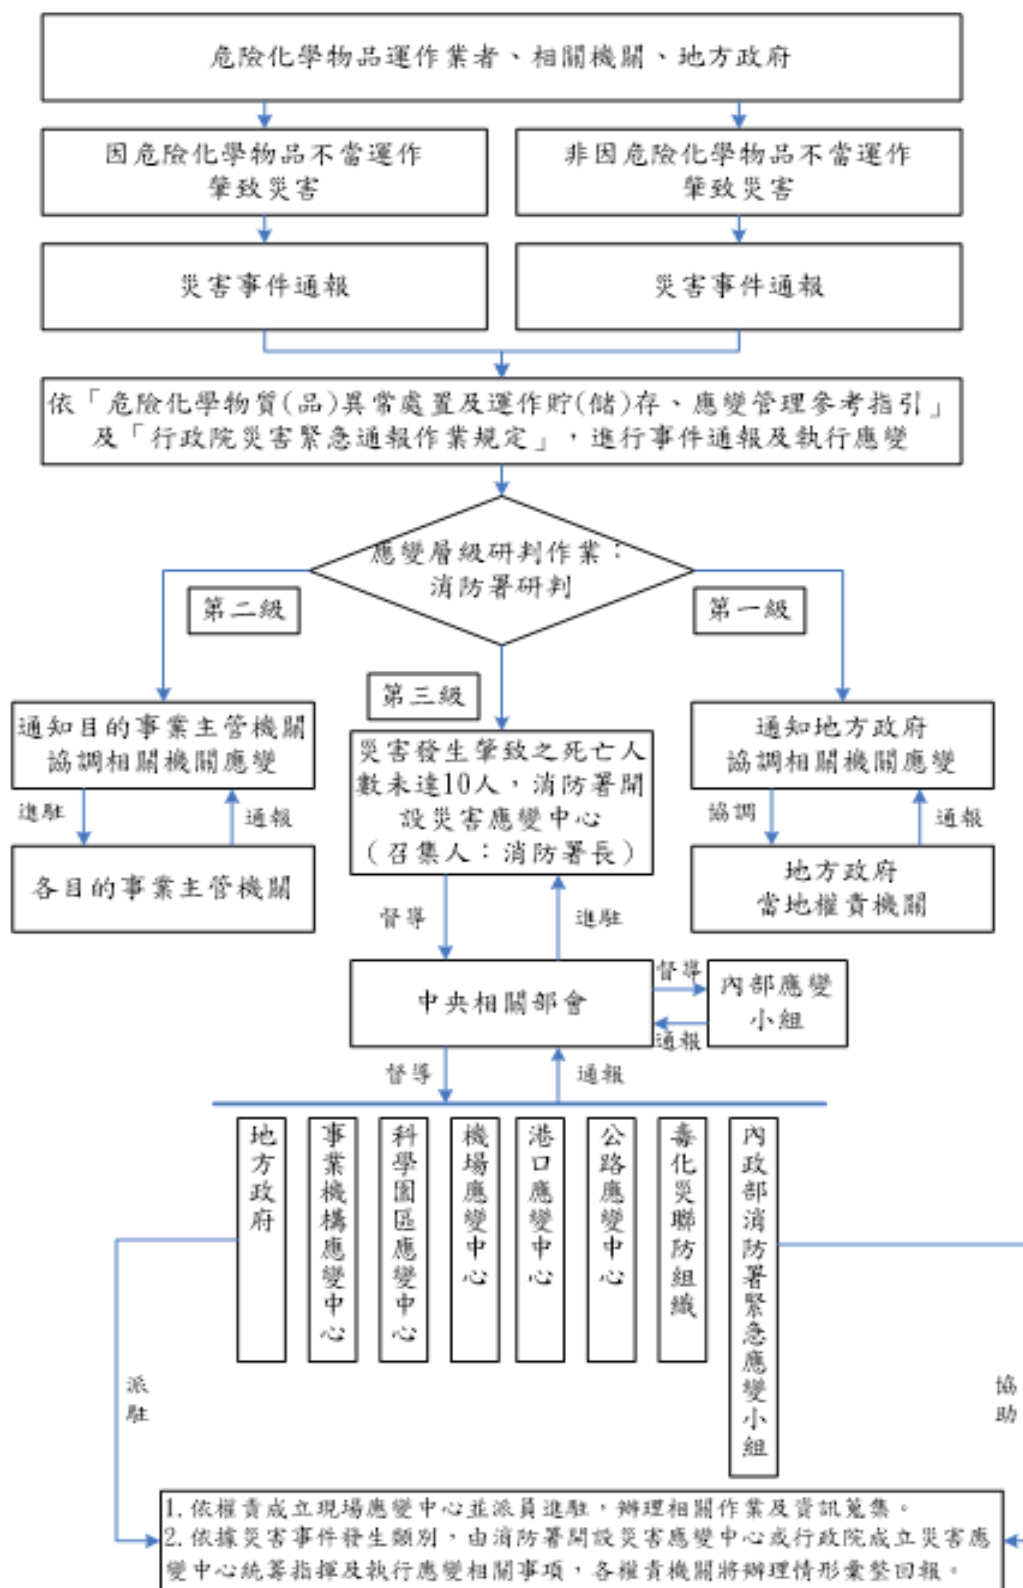 危險化學物品運作業者、相關機關、地方政府
因危險化學物品不當運作
肇致災害
非因危險化學物品不當運作
肇致災害
災害事件通報
災害事件通報
依「危險化學物質(品)異常處置及運作貯(儲)存、應變管理參考指引」
及「行政院災害緊急通報作業規定」，進行事件通報及執行應變
應變層級研判作業：
消防署研判
第二級
第一級
第三級
通知目的事業主管機關
協調相關機關應變
災害發生肇致之死亡人
數未達10人，消防署開
設災害應變中心
（召集人：消防署長）
通知地方政府
協調相關機關應變
進駐
通報
協調
通報
各目的事業主管機關
地方政府
當地權責機關
督導
進駐
中央相關部會
督導
通報
內部應變
小組
督導
通報
地方政府
事業機構應變中心
科學園區應變中心
機場應變中心
港口應變中心
公路應變中心
毒化災聯防組織
內政部消防署緊急應變小組
派駐
協助
1.依權責成立現場應變中心並派員進駐，辦理相關作業及資訊蒐集。
2.依據災害事件發生類別，由消防署開設災害應變中心或行政院成立災害應
變中心統籌指揮及執行應變相關事項，各權責機關將辦理情形彙整回報。